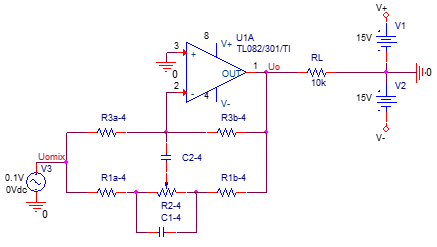 V+
8
U1A
V1
3
V+
TL082/301/TI
15V
+
0
OUT
1
Uo
RL
0
2
-
10k
V2
4
V-
15V
R3a-4
R3b-4
V-
Uomix
C2-4
V3
0.1V
R1a-4
R1b-4
0Vdc
R2-4
0
C1-4